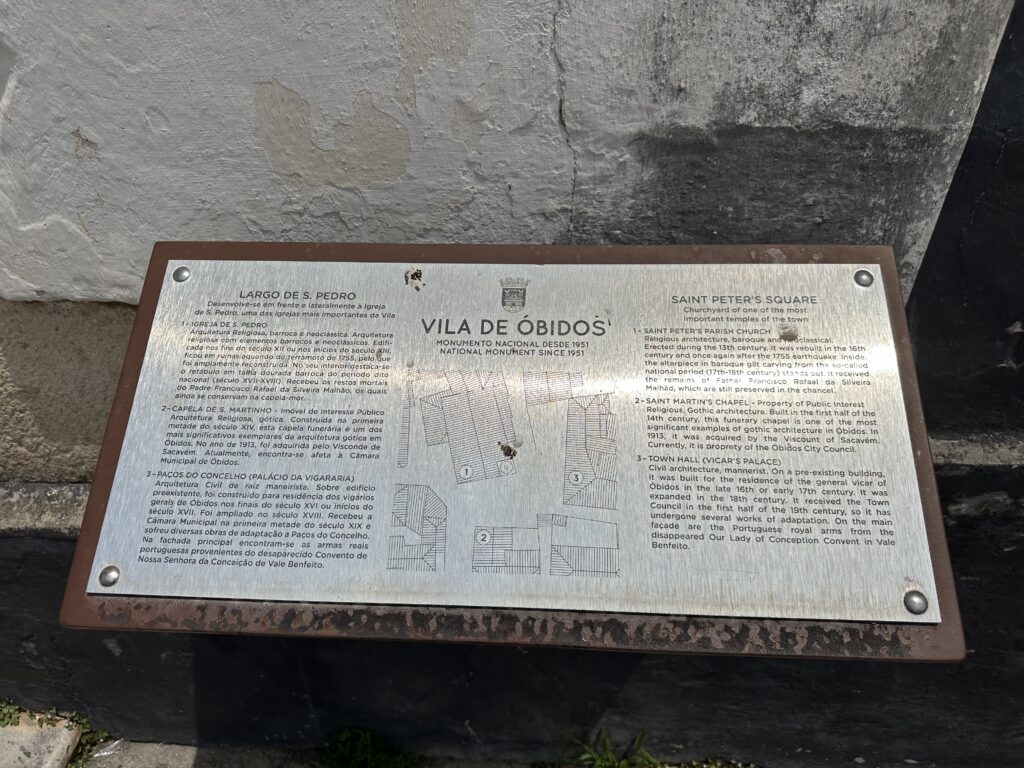 LARGO DE S. PEDRO
Desenvolve-se em frente e lateralmente à Igreja
de S. Pedro, uma das igrejas mais importantes da Vila
1 - IGREJA DE S. PEDRO
Arquitetura Religiosa, barroca e neoclássica. Arquitetura
religiosa com elementos barrocos e neoclássicos. Edifi-
cada nos fins do século XII ou nos inícios do século XIII,
ficou em ruínas aquando do terramoto de 1755, pelo que
foi amplamente reconstruída. No seu interior destaca-se
o retábulo em talha dourada barroca do período dito
nacional (século XVII-XVIII). Recebeu os restos mortais
do Padre Francisco Rafael da Silveira Malhão, os quais
ainda se conservam na capela-mor.
2 - CAPELA DE S. MARTINHO - Imóvel de Interesse Público
Arquitetura Religiosa, gótica. Construída na primeira
metade do século XIV, esta capela funerária é um dos
mais significativos exemplares da arquitetura gótica em
Óbidos. No ano de 1913, foi adquirida pelo Visconde de
Sacavém. Atualmente, encontra-se afeta à Câmara
Municipal de Óbidos.
3 - PAÇOS DO CONCELHO (PALÁCIO DA VIGARARIA)
Arquitetura Civil de raiz maneirista. Sobre edifício
preexistente, foi construído para residência dos vigários
gerais de Óbidos nos finais do século XVI ou inícios do
século XVII. Foi ampliado no século XVIII. Recebeu a
Câmara Municipal na primeira metade do século XIX e
sofreu diversas obras de adaptação a Paços do Concelho.
Na fachada principal encontram-se as armas reais
portuguesas provenientes do desaparecido Convento de
Nossa Senhora da Conceição de Vale Benfeito.
VILA DE ÓBIDOS
MONUMENTO NACIONAL DESDE 1951
NATIONAL MONUMENT SINCE 1951
1
3
2
SAINT PETER'S SQUARE
Churchyard of one of the most
important temples of the town
1 - SAINT PETER'S PARISH CHURCH
Religious architecture, baroque and neoclassical.
Erected during the 13th century, it was rebuilt in the 16th
century and once again after the 1755 earthquake. Inside,
the altarpiece in baroque gilt carving from the so-called
national period (17th-18th century) stands out. It received
the remains of Father Francisco Rafael da Silveira
Malhão, which are still preserved in the chancel.
2 - SAINT MARTIN'S CHAPEL - Property of Public Interest
Religious, Gothic architecture. Built in the first half of the
14th century, this funerary chapel is one of the most
significant examples of gothic architecture in Óbidos. In
1913, it was acquired by the Viscount of Sacavém.
Currently, it is proprety of the Óbidos City Council.
3 - TOWN HALL (VICAR'S PALACE)
Civil architecture, mannerist. On a pre-existing building,
it was built for the residence of the general vicar of
Óbidos in the late 16th or early 17th century. It was
expanded in the 18th century. It received the Town
Council in the first half of the 19th century, so it has
undergone several works of adaptation. On the main
façade are the Portuguese royal arms from the
disappeared Our Lady of Conception Convent in Vale
Benfeito.